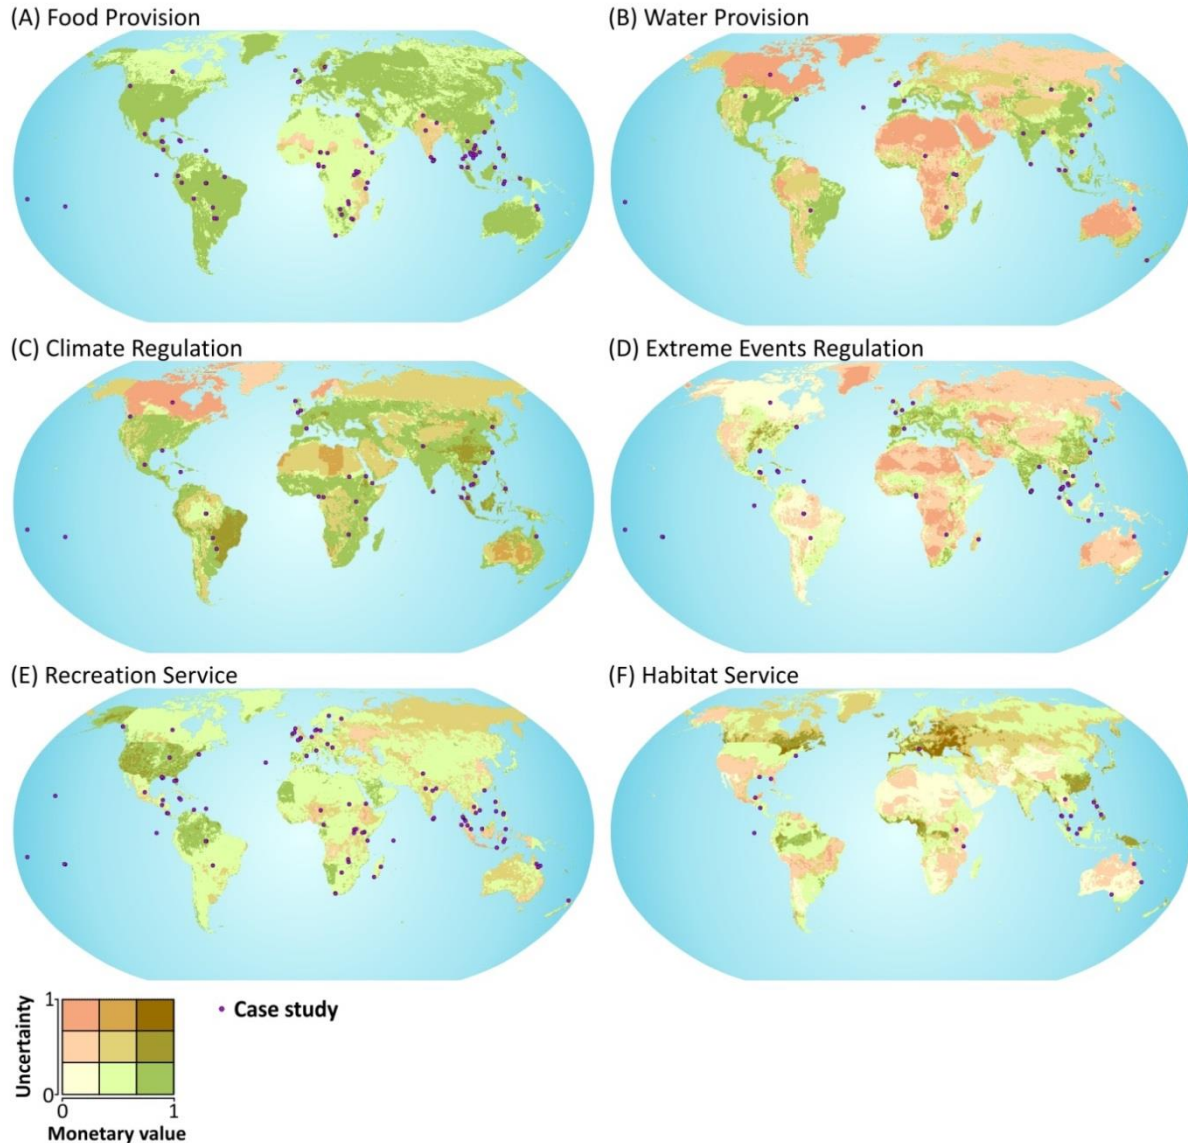 (A) Food Provision
(B) Water Provision
(C) Climate Regulation
(D) Extreme Events Regulation
(E) Recreation Service
(F) Habitat Service
Uncertainty
1
0
0
1
Monetary value
Case study